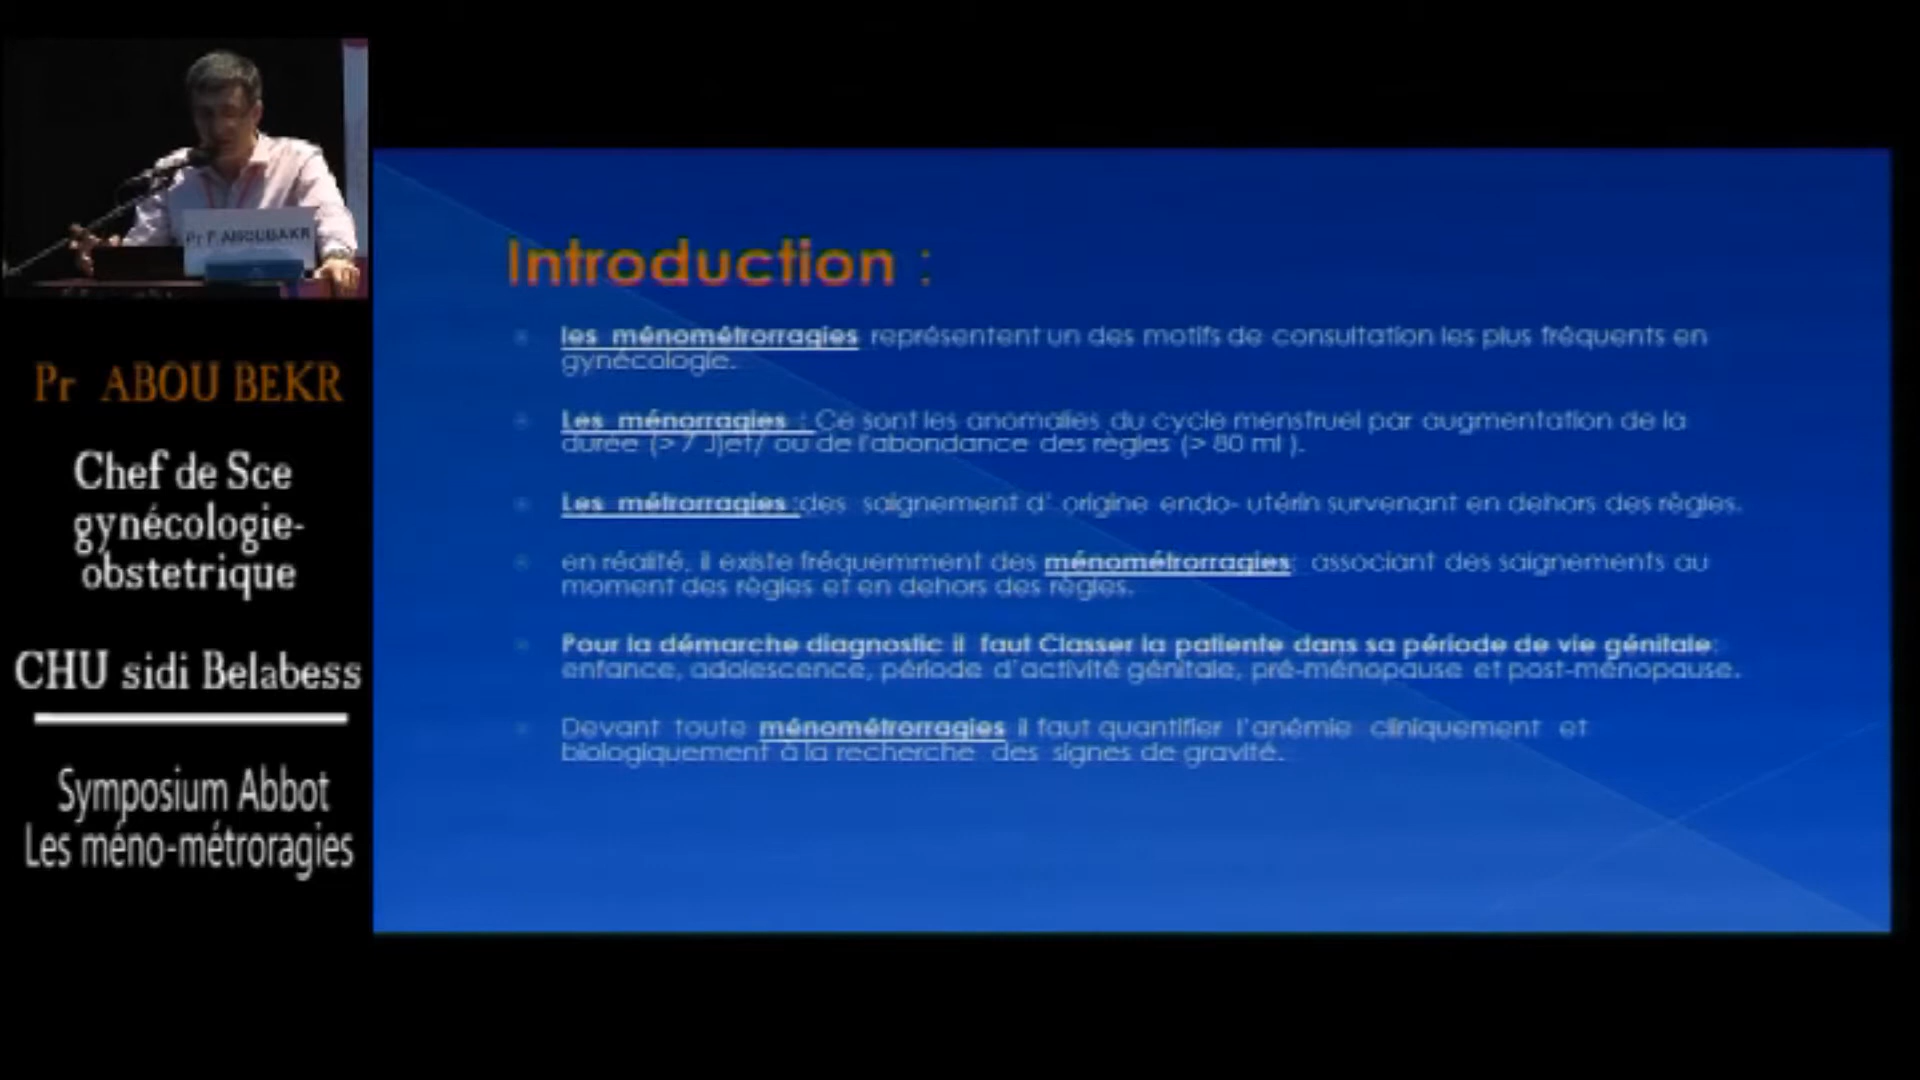 Pr F ABOUBAKR
Pr ABOU BEKR
Chef de Sce
gynécologie-
obstetrique
CHU sidi Belabess
Symposium Abbot
Les méno-métroragies
Introduction :
les ménométrorragies représentent un des motifs de consultation les plus fréquents en
gynécologie.
Les ménorragies : Ce sont les anomalies du cycle menstruel par augmentation de la
durée (> 7 J)et/ ou de l'abondance des règles (> 80 ml ).
Les métrorragies :des saignement d' origine endo- utérin survenant en dehors des règles.
en réalité, il existe fréquemment des ménométrorragies: associant des saignements au
moment des règles et en dehors des règles.
Pour la démarche diagnostic il faut Classer la patiente dans sa période de vie génitale:
enfance, adolescence, période d'activité génitale, pré-ménopause et post-ménopause.
Devant toute ménométrorragies il faut quantifier l'anémie cliniquement et
biologiquement à la recherche des signes de gravité.